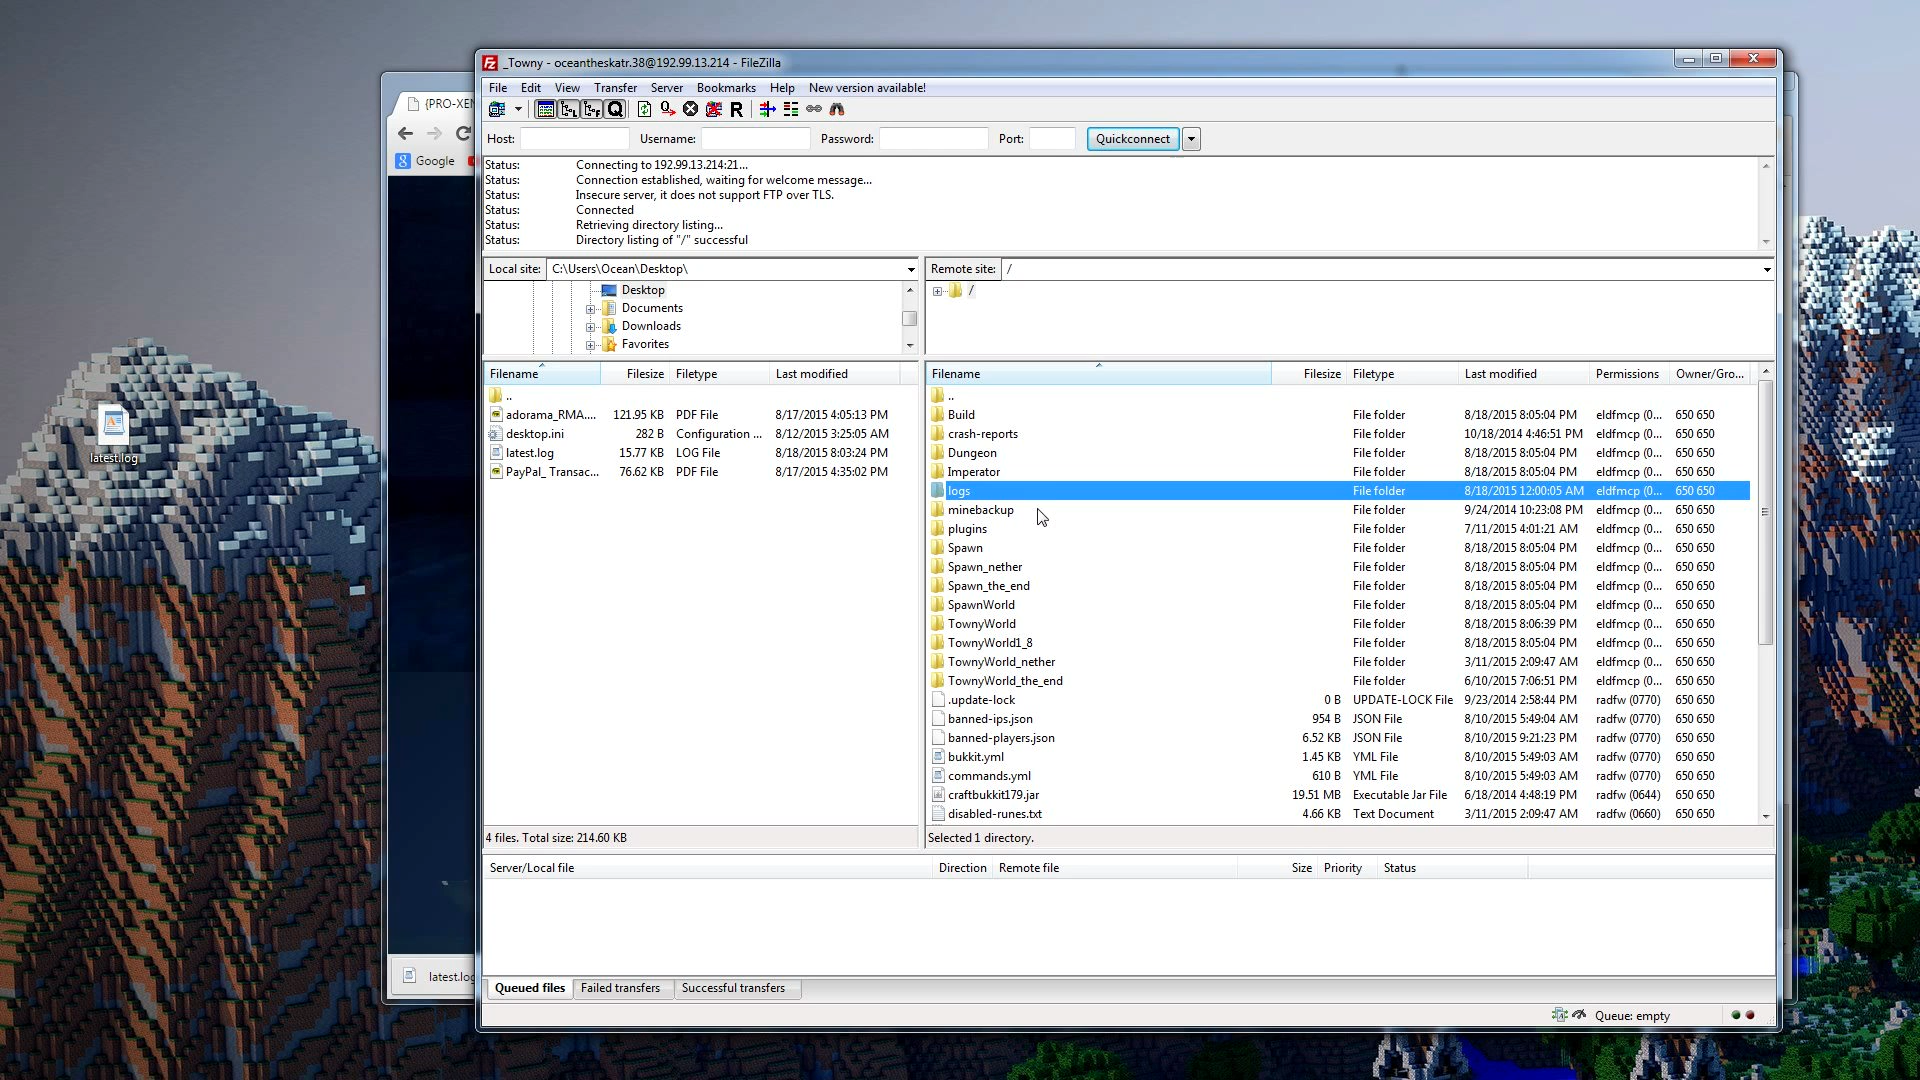 _Towny - oceantheskatr.38@192.99.13.214 - FileZilla
{PRO-XEN
Google
File Edit View Transfer Server Bookmarks Help New version available!
Host: Username: Password: Port: Quickconnect
Status: Connecting to 192.99.13.214:21...
Status: Connection established, waiting for welcome message...
Status: Insecure server, it does not support FTP over TLS.
Status: Connected
Status: Retrieving directory listing...
Status: Directory listing of "/" successful
Local site: C:\Users\Ocean\Desktop\
Desktop
Documents
Downloads
Favorites
Remote site: /
/
Filename Filesize Filetype Last modified
..
adorama_RMA.... 121.95 KB PDF File 8/17/2015 4:05:13 PM
desktop.ini 282 B Configuration ... 8/12/2015 3:25:05 AM
latest.log 15.77 KB LOG File 8/18/2015 8:03:24 PM
PayPal_ Transac... 76.62 KB PDF File 8/17/2015 4:35:02 PM
4 files. Total size: 214.60 KB
Filename Filesize Filetype Last modified Permissions Owner/Gro...
..
Build File folder 8/18/2015 8:05:04 PM eldfmcp (0... 650 650
crash-reports File folder 10/18/2014 4:46:51 PM eldfmcp (0... 650 650
Dungeon File folder 8/18/2015 8:05:04 PM eldfmcp (0... 650 650
Imperator File folder 8/18/2015 8:05:04 PM eldfmcp (0... 650 650
logs File folder 8/18/2015 12:00:05 AM eldfmcp (0... 650 650
minebackup File folder 9/24/2014 10:23:08 PM eldfmcp (0... 650 650
plugins File folder 7/11/2015 4:01:21 AM eldfmcp (0... 650 650
Spawn File folder 8/18/2015 8:05:04 PM eldfmcp (0... 650 650
Spawn_nether File folder 8/18/2015 8:05:04 PM eldfmcp (0... 650 650
Spawn_the_end File folder 8/18/2015 8:05:04 PM eldfmcp (0... 650 650
SpawnWorld File folder 8/18/2015 8:05:04 PM eldfmcp (0... 650 650
TownyWorld File folder 8/18/2015 8:06:39 PM eldfmcp (0... 650 650
TownyWorld1_8 File folder 8/18/2015 8:05:04 PM eldfmcp (0... 650 650
TownyWorld_nether File folder 3/11/2015 2:09:47 AM eldfmcp (0... 650 650
TownyWorld_the_end File folder 6/10/2015 7:06:51 PM eldfmcp (0... 650 650
.update-lock 0 B UPDATE-LOCK File 9/23/2014 2:58:44 PM radfw (0770) 650 650
banned-ips.json 954 B JSON File 8/10/2015 5:49:04 AM radfw (0770) 650 650
banned-players.json 6.52 KB JSON File 8/10/2015 9:21:23 PM radfw (0770) 650 650
bukkit.yml 1.45 KB YML File 8/10/2015 5:49:03 AM radfw (0770) 650 650
commands.yml 610 B YML File 8/10/2015 5:49:03 AM radfw (0770) 650 650
craftbukkit179.jar 19.51 MB Executable Jar File 6/18/2014 4:48:19 PM radfw (0644) 650 650
disabled-runes.txt 4.66 KB Text Document 3/11/2015 2:09:47 AM radfw (0660) 650 650
Selected 1 directory.
Server/Local file Direction Remote file Size Priority Status
Queued files Failed transfers Successful transfers
Queue: empty
latest.log
latest.log